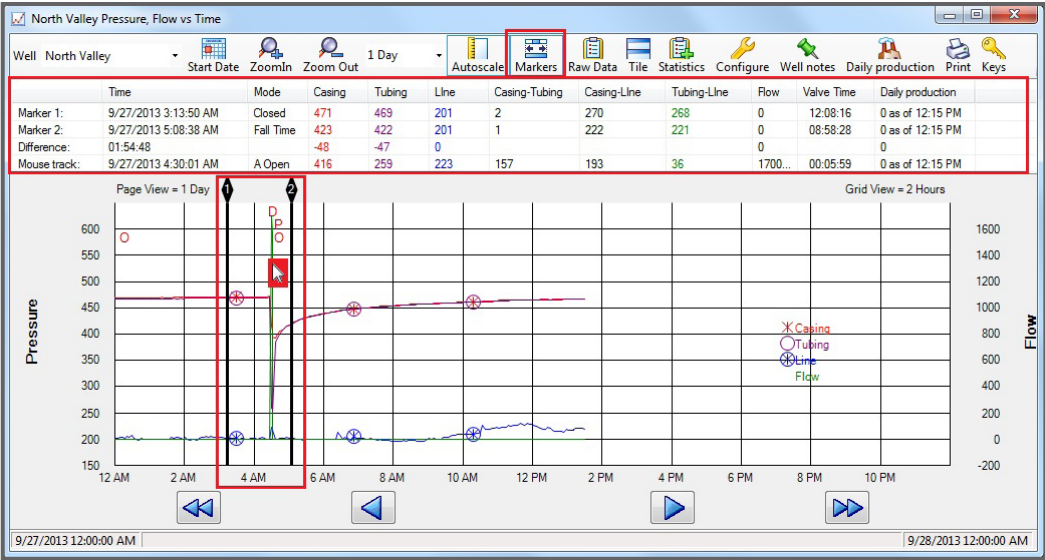 North Valley Pressure, Flow vs Time
Well North Valley Start Date ZoomIn Zoom Out 1 Day Autoscale Markers Raw Data Tile Statistics Configure Well notes Daily production Print Keys
Time Mode Casing Tubing LIne Casing-Tubing Casing-LIne Tubing-LIne Flow Valve Time Daily production
Marker 1: 9/27/2013 3:13:50 AM Closed 471 469 201 2 270 268 0 12:08:16 0 as of 12:15 PM
Marker 2: 9/27/2013 5:08:38 AM Fall Time 423 422 201 1 222 221 0 08:58:28 0 as of 12:15 PM
Difference: 01:54:48 -48 -47 0 0 0
Mouse track: 9/27/2013 4:30:01 AM A Open 416 259 223 157 193 36 1700... 00:05:59 0 as of 12:15 PM
Page View = 1 Day 1 2 Grid View = 2 Hours
D
P
600 O O 1600
550 1400
500 1200
450 1000
400 800
350 600
300 400
250 200
200 0
150 -200
Pressure
Flow
Casing
Tubing
LIne
Flow
12 AM 2 AM 4 AM 6 AM 8 AM 10 AM 12 PM 2 PM 4 PM 6 PM 8 PM 10 PM
9/27/2013 12:00:00 AM 9/28/2013 12:00:00 AM